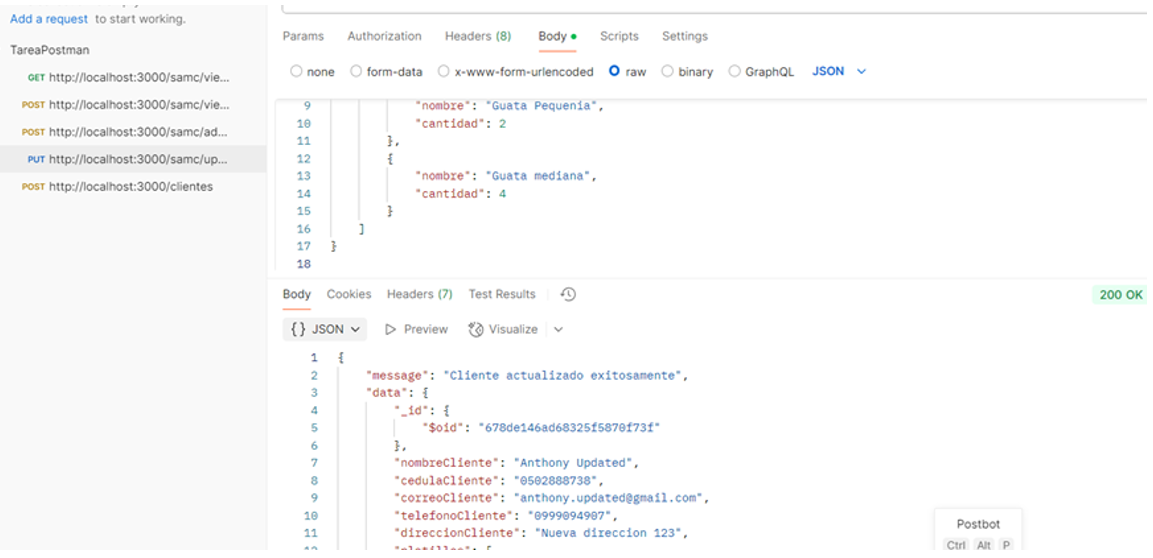 Add a request to start working.
TareaPostman
GET http://localhost:3000/samc/vie...
POST http://localhost:3000/samc/vie...
POST http://localhost:3000/samc/ad...
PUT http://localhost:3000/samc/up...
POST http://localhost:3000/clientes
Params Authorization Headers (8) Body Scripts Settings
none form-data x-www-form-urlencoded raw binary GraphQL JSON
9 "nombre": "Guata Pequenia",
10 "cantidad": 2
11 },
12 {
13 "nombre": "Guata mediana",
14 "cantidad": 4
15 }
16 ]
17 }
18
Body Cookies Headers (7) Test Results 200 OK
{} JSON Preview Visualize
1 {
2 "message": "Cliente actualizado exitosamente",
3 "data": {
4 "_id": {
5 "$oid": "678de146ad68325f5870f73f"
6 },
7 "nombreCliente": "Anthony Updated",
8 "cedulaCliente": "0502888738",
9 "correoCliente": "anthony.updated@gmail.com",
10 "telefonoCliente": "0999094907",
11 "direccionCliente": "Nueva direccion 123",
12 "platillos": [
Postbot
Ctrl Alt P